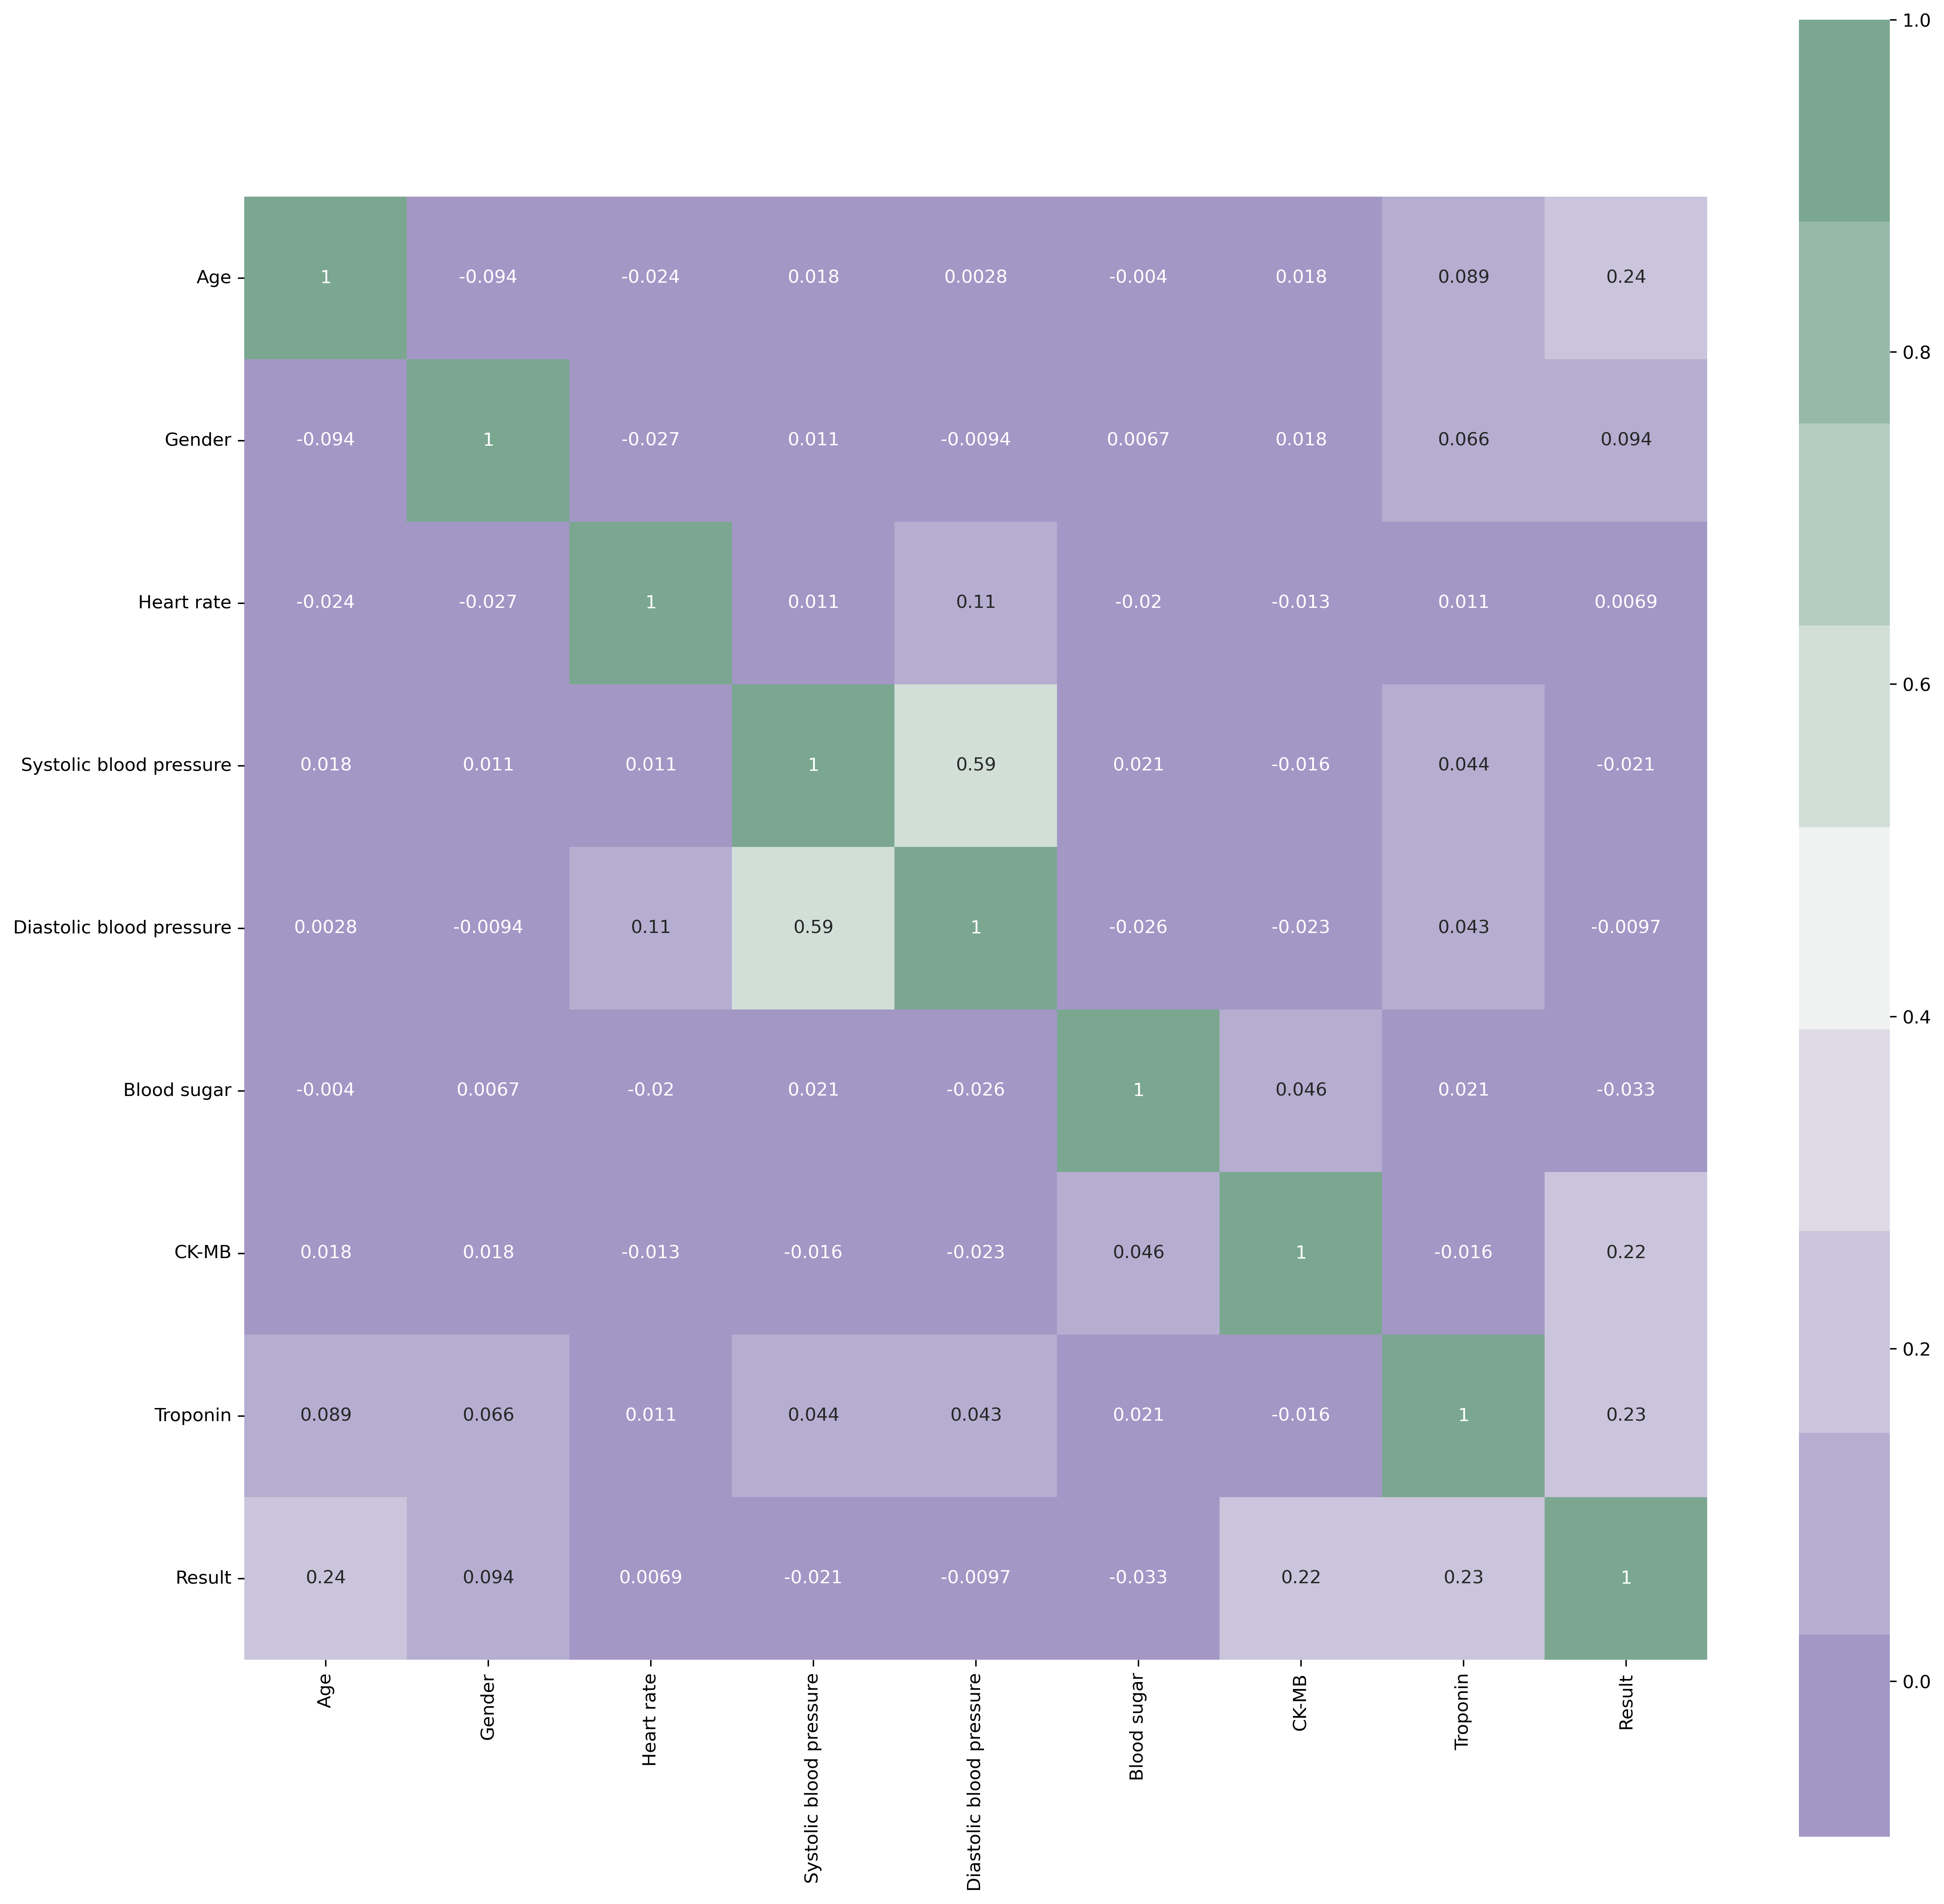 1.0
Age 1 -0.094 -0.024 0.018 0.0028 -0.004 0.018 0.089 0.24
0.8
Gender -0.094 1 -0.027 0.011 -0.0094 0.0067 0.018 0.066 0.094
Heart rate -0.024 -0.027 1 0.011 0.11 -0.02 -0.013 0.011 0.0069
0.6
Systolic blood pressure 0.018 0.011 0.011 1 0.59 0.021 -0.016 0.044 -0.021
Diastolic blood pressure 0.0028 -0.0094 0.11 0.59 1 -0.026 -0.023 0.043 -0.0097
0.4
Blood sugar -0.004 0.0067 -0.02 0.021 -0.026 1 0.046 0.021 -0.033
CK-MB 0.018 0.018 -0.013 -0.016 -0.023 0.046 1 -0.016 0.22
0.2
Troponin 0.089 0.066 0.011 0.044 0.043 0.021 -0.016 1 0.23
Result 0.24 0.094 0.0069 -0.021 -0.0097 -0.033 0.22 0.23 1
0.0
Age
Gender
Heart rate
Systolic blood pressure
Diastolic blood pressure
Blood sugar
CK-MB
Troponin
Result